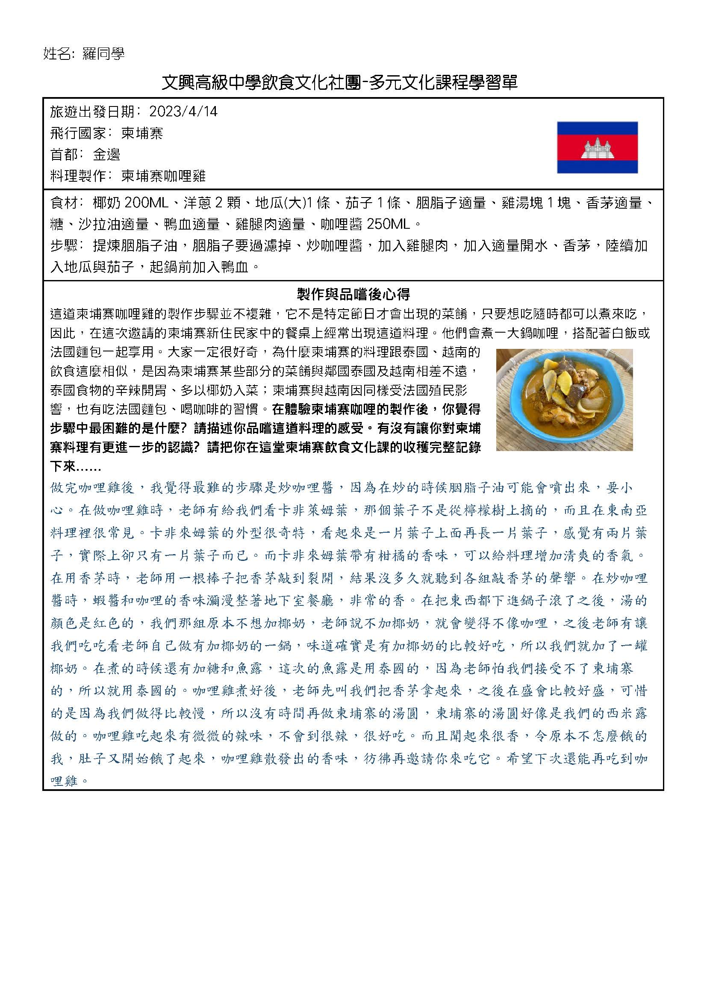 姓名: 羅同學
文興高級中學飲食文化社團-多元文化課程學習單
旅遊出發日期: 2023/4/14
飛行國家: 柬埔寨
首都: 金邊
料理製作: 柬埔寨咖哩雞
食材: 椰奶 200ML、洋蔥 2 顆、地瓜(大)1 條、茄子 1 條、胭脂子適量、雞湯塊 1 塊、香茅適量、
糖、沙拉油適量、鴨血適量、雞腿肉適量、咖哩醬 250ML。
步驟: 提煉胭脂子油,胭脂子要過濾掉、炒咖哩醬,加入雞腿肉,加入適量開水、香茅,陸續加
入地瓜與茄子,起鍋前加入鴨血。
製作與品嚐後心得
這道柬埔寨咖哩雞的製作步驟並不複雜,它不是特定節日才會出現的菜餚,只要想吃隨時都可以煮來吃,
因此,在這次邀請的柬埔寨新住民家中的餐桌上經常出現這道料理。他們會煮一大鍋咖哩,搭配著白飯或
法國麵包一起享用。大家一定很好奇,為什麼柬埔寨的料理跟泰國、越南的
飲食這麼相似,是因為柬埔寨某些部分的菜餚與鄰國泰國及越南相差不遠,
泰國食物的辛辣開胃、多以椰奶入菜;柬埔寨與越南因同樣受法國殖民影
響,也有吃法國麵包、喝咖啡的習慣。在體驗柬埔寨咖哩的製作後,你覺得
步驟中最困難的是什麼? 請描述你品嚐這道料理的感受。有沒有讓你對柬埔
寨料理有更進一步的認識? 請把你在這堂柬埔寨飲食文化課的收穫完整記錄
下來......
做完咖哩雞後,我覺得最難的步驟是炒咖哩醬,因為在炒的時候胭脂子油可能會噴出來,要小
心。在做咖哩雞時,老師有給我們看卡非萊姆葉,那個葉子不是從檸檬樹上摘的,而且在東南亞
料理裡很常見。卡非來姆葉的外型很奇特,看起來是一片葉子上面再長一片葉子,感覺有兩片葉
子,實際上卻只有一片葉子而已。而卡非來姆葉帶有柑橘的香味,可以給料理增加清爽的香氣。
在用香茅時,老師用一根棒子把香茅敲到裂開,結果沒多久就聽到各組敲香茅的聲響。在炒咖哩
醬時,蝦醬和咖哩的香味瀰漫整著地下室餐廳,非常的香。在把東西都下進鍋子滾了之後,湯的
顏色是紅色的,我們那組原本不想加椰奶,老師說不加椰奶,就會變得不像咖哩,之後老師有讓
我們吃吃看老師自己做有加椰奶的一鍋,味道確實是有加椰奶的比較好吃,所以我們就加了一罐
椰奶。在煮的時候還有加糖和魚露,這次的魚露是用泰國的,因為老師怕我們接受不了柬埔寨
的,所以就用泰國的。咖哩雞煮好後,老師先叫我們把香茅拿起來,之後在盛會比較好盛,可惜
的是因為我們做得比較慢,所以沒有時間再做柬埔寨的湯圓,柬埔寨的湯圓好像是我們的西米露
做的。咖哩雞吃起來有微微的辣味,不會到很辣,很好吃。而且聞起來很香,令原本不怎麼餓的
我,肚子又開始餓了起來,咖哩雞散發出的香味,彷彿再邀請你來吃它。希望下次還能再吃到咖
哩雞。